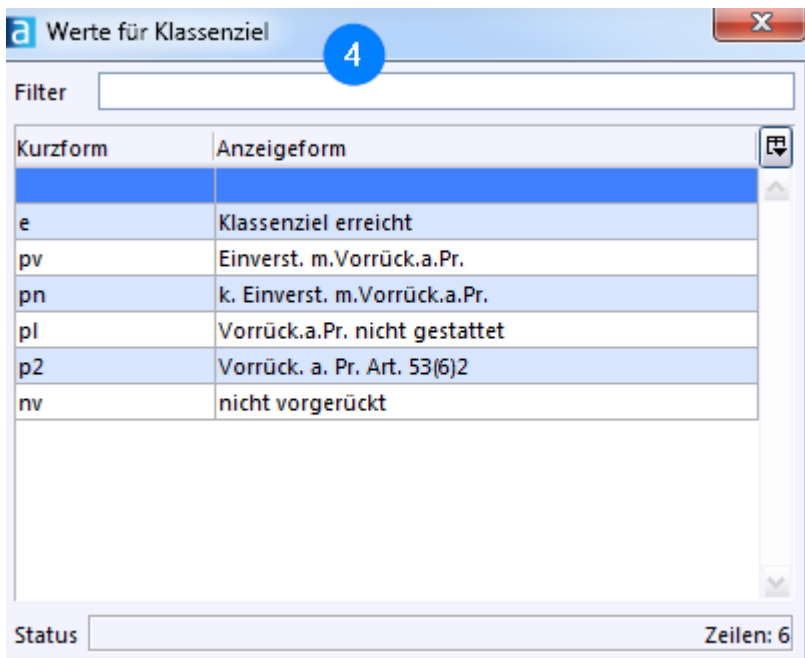 a Werte für Klassenziel
4
Filter
Kurzform Anzeigeform
e Klassenziel erreicht
pv Einverst. m.Vorrück.a.Pr.
pn k. Einverst. m.Vorrück.a.Pr.
pl Vorrück.a.Pr. nicht gestattet
p2 Vorrück. a. Pr. Art. 53(6)2
nv nicht vorgerückt
Status Zeilen: 6